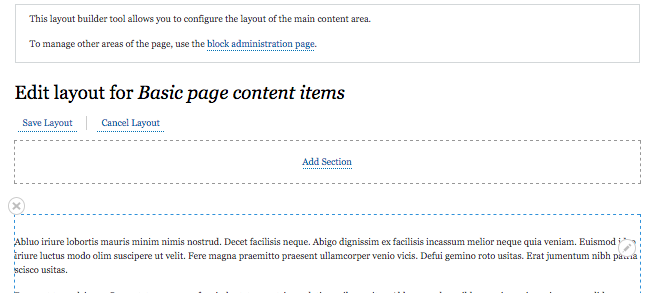 This layout builder tool allows you to configure the layout of the main content area.
To manage other areas of the page, use the block administration page.
Edit layout for Basic page content items
Save Layout
Cancel Layout
Add Section
Abluo iriure lobortis mauris minim nimis nostrud. Decet facilisis neque. Abigo dignissim ex facilisis incassum melior neque quia veniam. Euismod
iriure luctus modo olim suscipere ut velit. Fere magna praemitto praesent ullamcorper venio vicis. Defui gemino roto usitas. Erat jumentum nibh
scisco usitas.